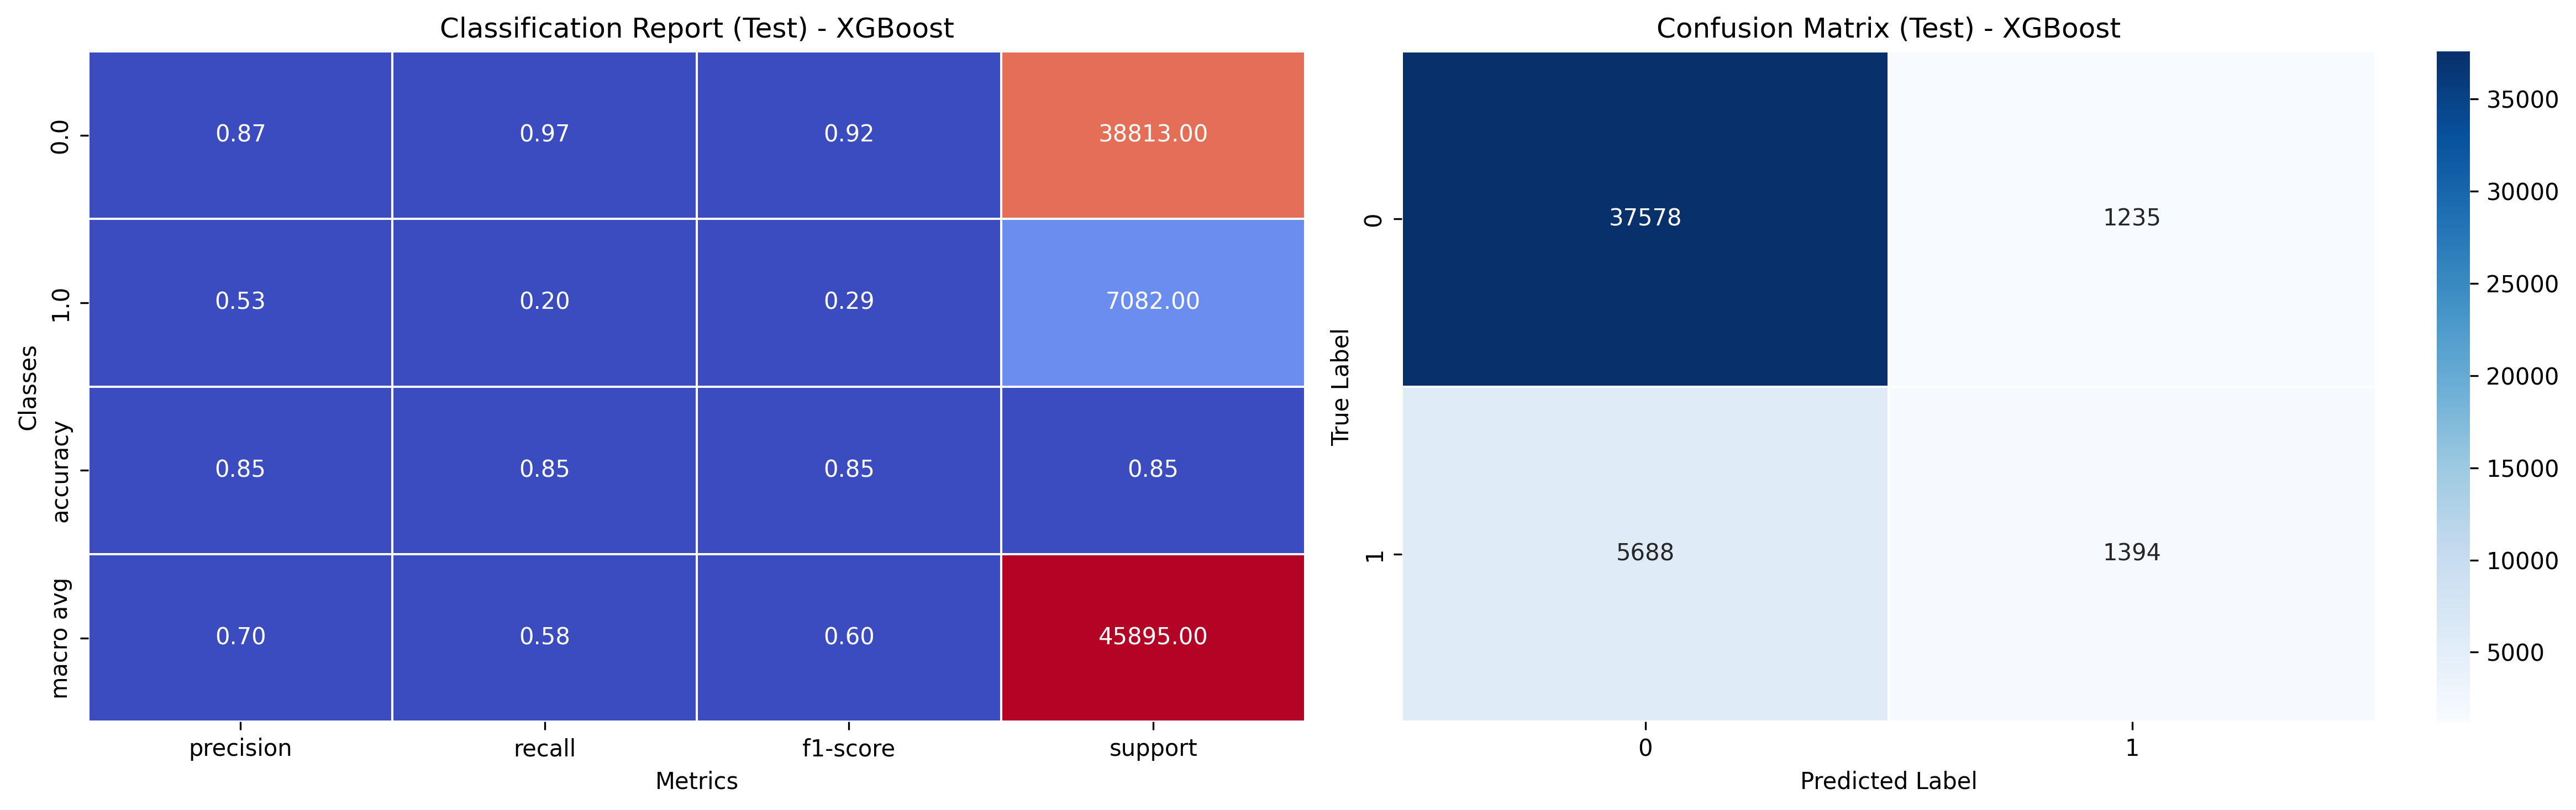 Classification Report (Test) - XGBoost
Classes
0.0
0.87 0.97 0.92 38813.00
1.0
0.53 0.20 0.29 7082.00
accuracy
0.85 0.85 0.85 0.85
macro avg
0.70 0.58 0.60 45895.00
precision recall f1-score support
Metrics
Confusion Matrix (Test) - XGBoost
True Label
0
37578 1235
1
5688 1394
0 1
Predicted Label
35000
30000
25000
20000
15000
10000
5000